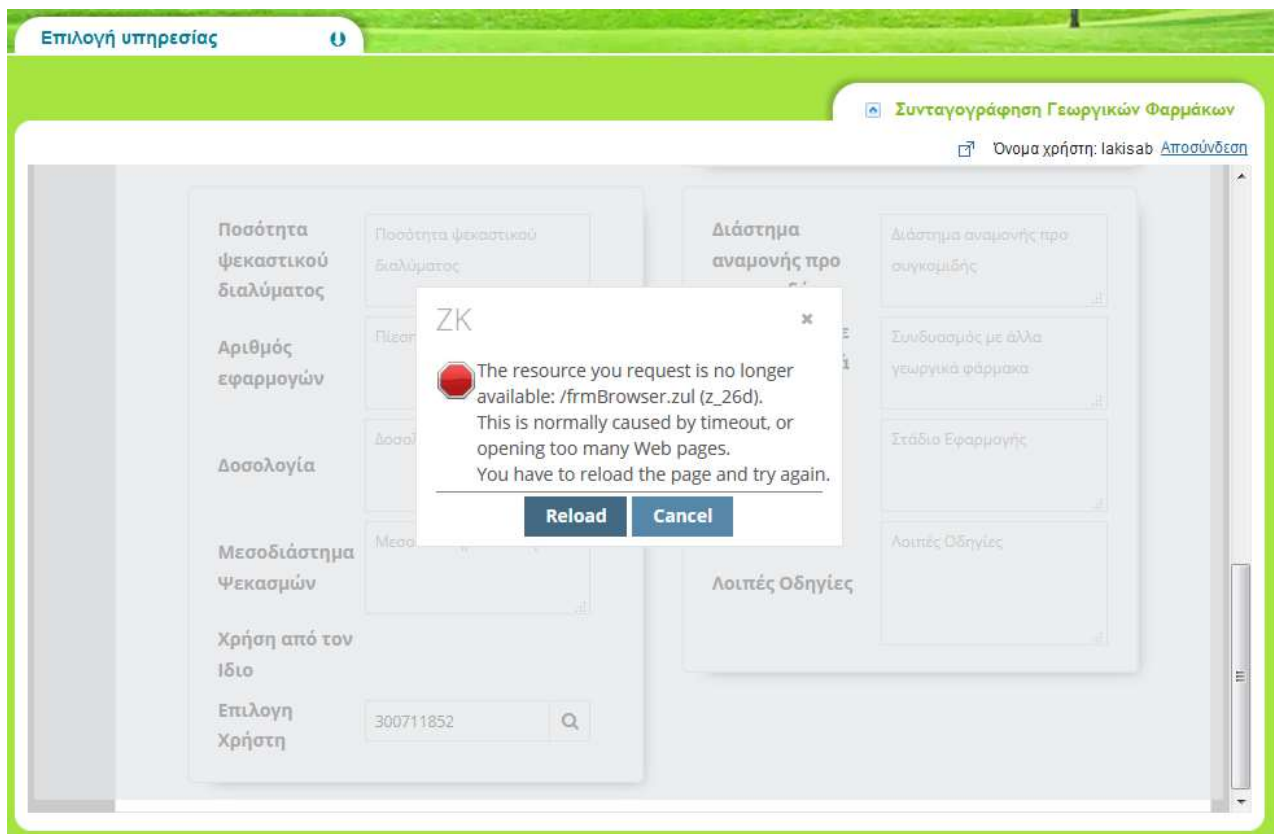 Επιλογή υπηρεσίας
Συνταγογράφηση Γεωργικών Φαρμάκων
Όνομα χρήστη: lakisab Αποσύνδεση
Ποσότητα
ψεκαστικού
διαλύματος
Ποσότητα ψεκαστικού
διαλύματος
Διάστημα
αναμονής προ
Διάστημα αναμονής προ
συγκομιδής
Αριθμός
εφαρμογών
Συνδυασμός με άλλα
γεωργικά φάρμακα
ZK
The resource you request is no longer
available: /frmBrowser.zul (z_26d).
This is normally caused by timeout, or
opening too many Web pages.
You have to reload the page and try again.
Reload Cancel
Δοσολογία
Στάδιο Εφαρμογής
Μεσοδιάστημα
Ψεκασμών
Λοιπές Οδηγίες
Λοιπές Οδηγίες
Χρήση από τον
Ιδιο
Επιλογη
Χρήστη
300711852